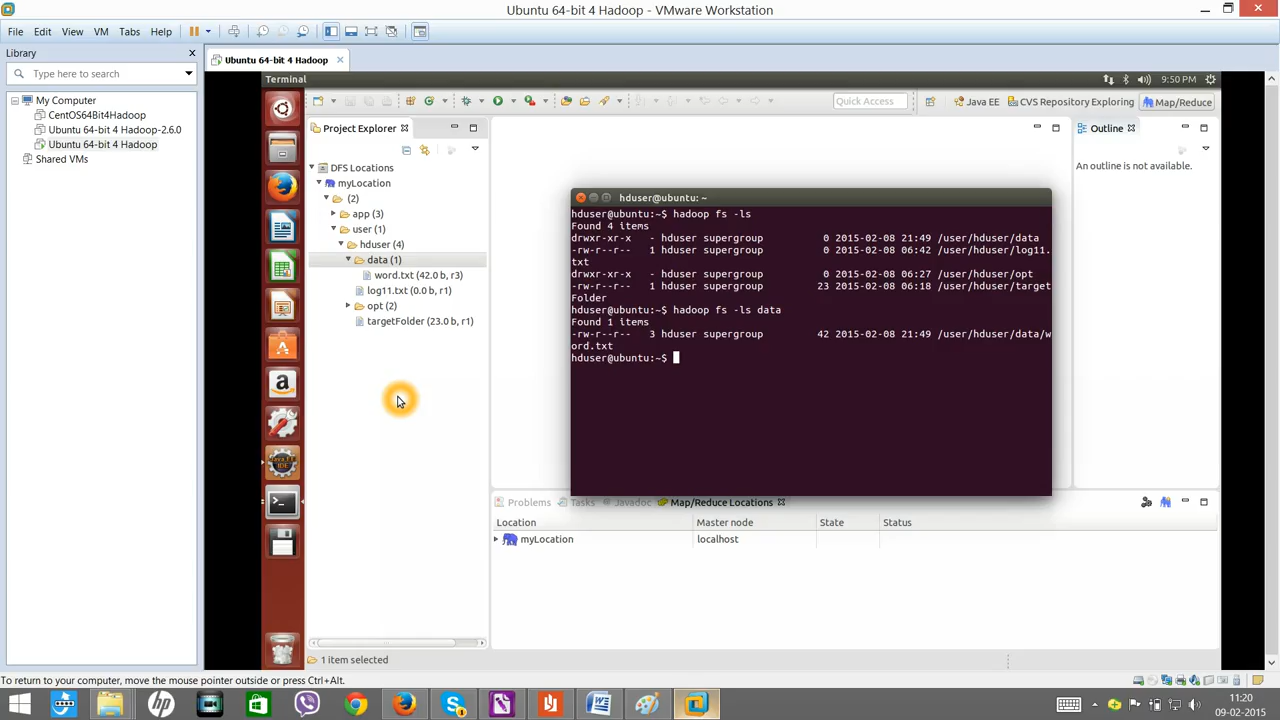 Ubuntu 64-bit 4 Hadoop - VMware Workstation
File Edit View VM Tabs Help
Library
Type here to search
My Computer
CentOS64Bit4Hadoop
Ubuntu 64-bit 4 Hadoop-2.6.0
Ubuntu 64-bit 4 Hadoop
Shared VMs
Ubuntu 64-bit 4 Hadoop
Terminal
9:50 PM
Quick Access
Java EE
CVS Repository Exploring
Map/Reduce
Project Explorer
DFS Locations
myLocation
(2)
app (3)
user (1)
hduser (4)
data (1)
word.txt (42.0 b, r3)
log11.txt (0.0 b, r1)
opt (2)
targetFolder (23.0 b, r1)
1 item selected
Outline
An outline is not available.
hduser@ubuntu: ~
hduser@ubuntu:~$ hadoop fs -ls
Found 4 items
drwxr-xr-x - hduser supergroup 0 2015-02-08 21:49 /user/hduser/data
-rw-r--r-- 1 hduser supergroup 0 2015-02-08 06:42 /user/hduser/log11.
txt
drwxr-xr-x - hduser supergroup 0 2015-02-08 06:27 /user/hduser/opt
-rw-r--r-- 1 hduser supergroup 23 2015-02-08 06:18 /user/hduser/target
Folder
hduser@ubuntu:~$ hadoop fs -ls data
Found 1 items
-rw-r--r-- 3 hduser supergroup 42 2015-02-08 21:49 /user/hduser/data/w
ord.txt
hduser@ubuntu:~$
Problems Tasks Javadoc Map/Reduce Locations
Location Master node State Status
myLocation localhost
Java EE
IDE
To return to your computer, move the mouse pointer outside or press Ctrl+Alt.
11:20
09-02-2015